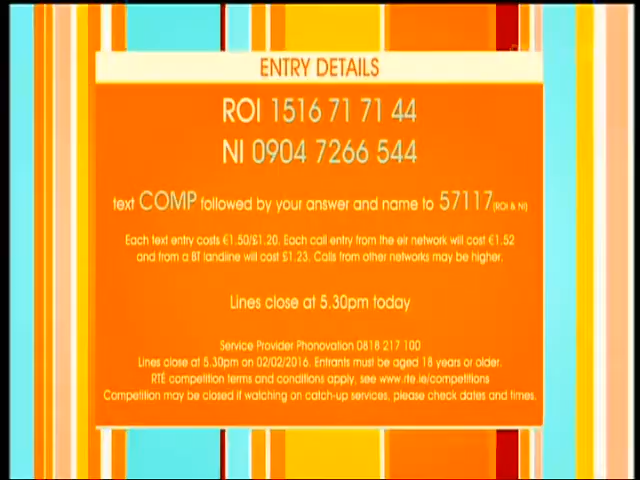 ENTRY DETAILS
ROI 1516 71 71 44
NI 0904 7266 544
text COMP followed by your answer and name to 57117 (ROI & NI)
Each text entry costs €1.50/£1.20. Each call entry from the eir network will cost €1.52
and from a BT landline will cost £1.23. Calls from other networks may be higher.
Lines close at 5.30pm today
Service Provider Phonovation 0818 217 100
Lines close at 5.30pm on 02/02/2016. Entrants must be aged 18 years or older.
RTÉ competition terms and conditions apply, see www.rte.ie/competitions
Competition may be closed if watching on catch-up services, please check dates and times.